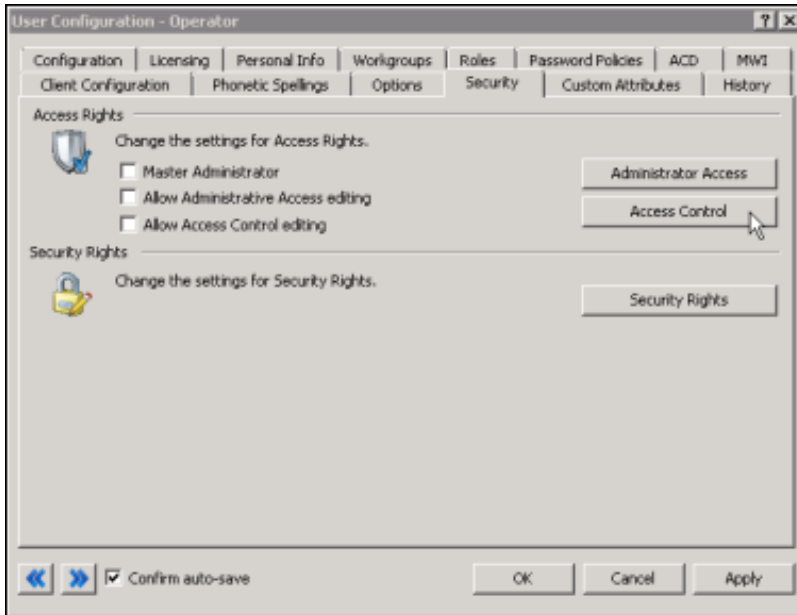 User Configuration - Operator
Configuration Licensing Personal Info Workgroups Roles Password Policies ACD MWI
Client Configuration Phonetic Spellings Options Security Custom Attributes History
Access Rights
Change the settings for Access Rights.
Master Administrator
Administrator Access
Allow Administrative Access editing
Access Control
Allow Access Control editing
Security Rights
Change the settings for Security Rights.
Security Rights
Confirm auto-save OK Cancel Apply